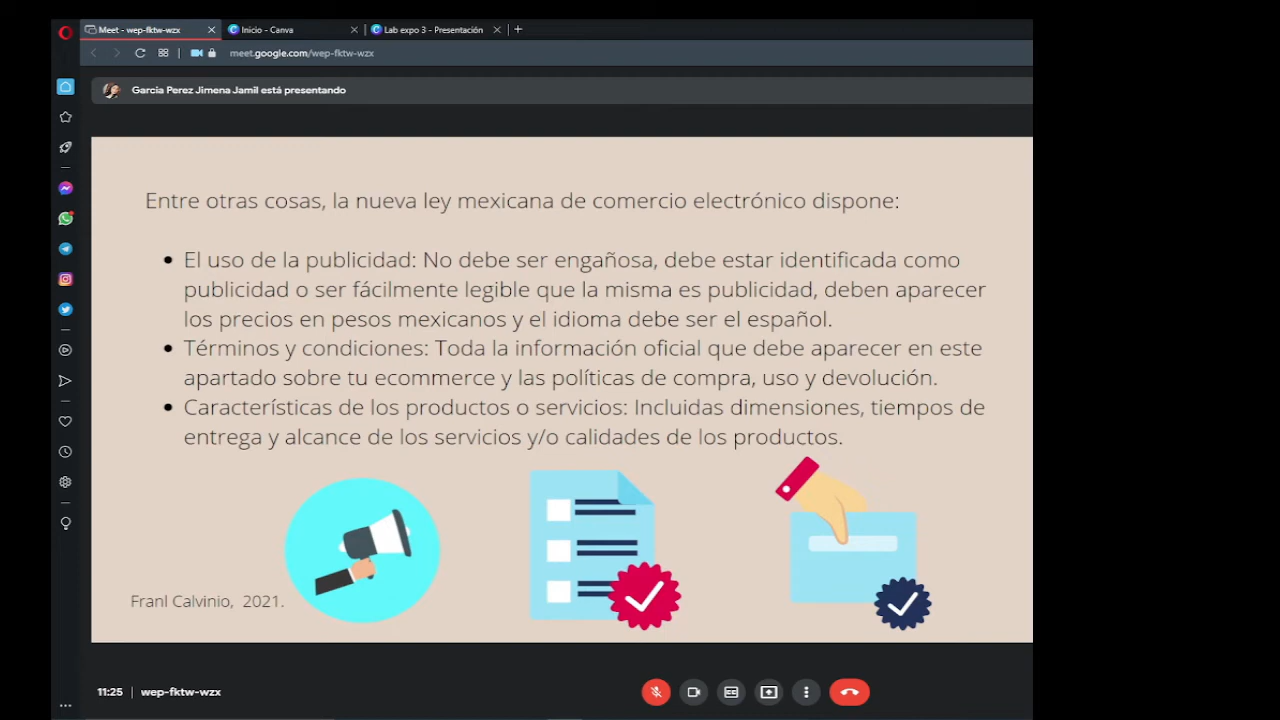 Meet - wep-fktw-wzx
Inicio - Canva
Lab expo 3 - Presentación
meet.google.com/wep-fktw-wzx
Garcia Perez Jimena Jamil está presentando
Entre otras cosas, la nueva ley mexicana de comercio electrónico dispone:
El uso de la publicidad: No debe ser engañosa, debe estar identificada como
publicidad o ser fácilmente legible que la misma es publicidad, deben aparecer
los precios en pesos mexicanos y el idioma debe ser el español.
Términos y condiciones: Toda la información oficial que debe aparecer en este
apartado sobre tu ecommerce y las políticas de compra, uso y devolución.
Características de los productos o servicios: Incluidas dimensiones, tiempos de
entrega y alcance de los servicios y/o calidades de los productos.
Franl Calvinio, 2021.
11:25 | wep-fktw-wzx